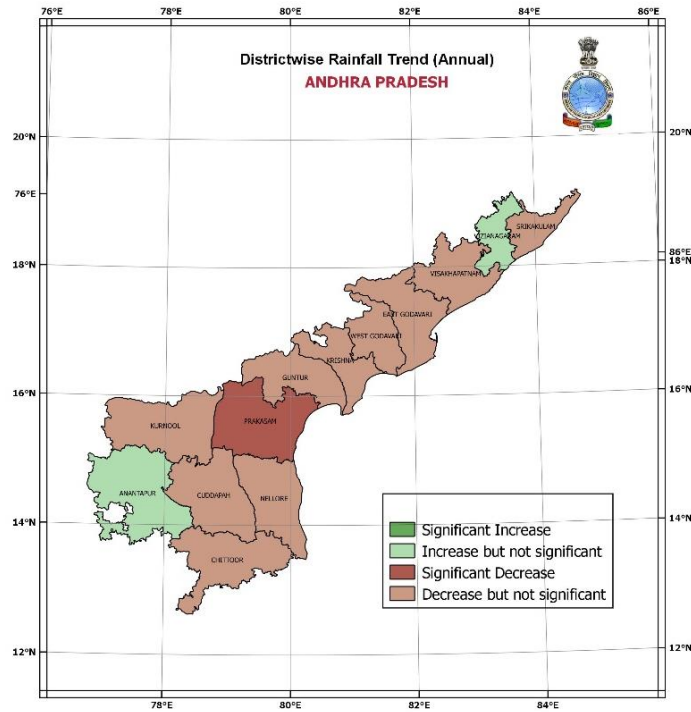 76°E 78°E 80°E 82°E 84°E 86°E
Districtwise Rainfall Trend (Annual)
ANDHRA PRADESH
20°N 20°N
76°E
SRIKAKULAM
86°E
18°N 18°N
VISAKHAPATNAM
EAST GODAVARI
WEST GODAVARI
KRISHNA
GUNTUR
16°N 16°N
PRAKASAM
KURNOOL
ANANTAPUR
CUDDAPAH
NELLORE
14°N 14°N
CHITTOOR
Significant Increase
Increase but not significant
Significant Decrease
Decrease but not significant
12°N 12°N
78°E 80°E 82°E 84°E